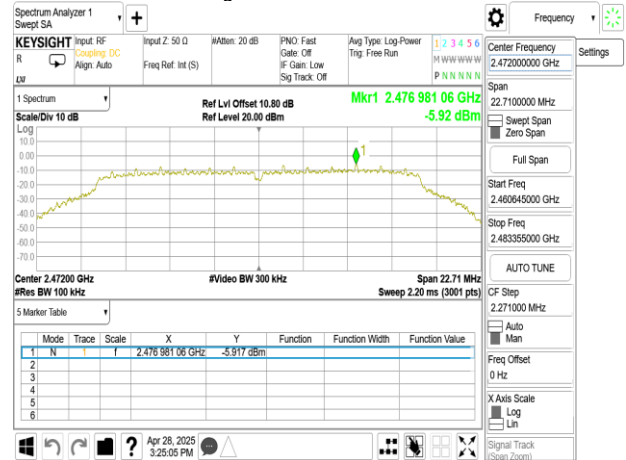 Spectrum Analyzer 1
Swept SA
Frequency
KEYSIGHT
R
Input: RF
Coupling: DC
Align: Auto
Input Z: 50 Ω
Freq Ref: Int (S)
#Atten: 20 dB
PNO: Fast
Gate: Off
IF Gain: Low
Sig Track: Off
Avg Type: Log-Power
Trig: Free Run
1 2 3 4 5 6
M W W W W W
P N N N N N
1 Spectrum
Scale/Div 10 dB
Ref Lvl Offset 10.80 dB
Ref Level 20.00 dBm
Mkr1 2.476 981 06 GHz
-5.92 dBm
Log
10.0
0.00
-10.0
-20.0
-30.0
-40.0
-50.0
-60.0
-70.0
1
Center 2.47200 GHz
#Res BW 100 kHz
#Video BW 300 kHz
Span 22.71 MHz
Sweep 2.20 ms (3001 pts)
5 Marker Table
Mode Trace Scale X Y Function Function Width Function Value
1 N 1 f 2.476 981 06 GHz -5.917 dBm
2
3
4
5
6
Apr 28, 2025
3:25:05 PM
Center Frequency
2.472000000 GHz
Settings
Span
22.7100000 MHz
Swept Span
Zero Span
Full Span
Start Freq
2.460645000 GHz
Stop Freq
2.483355000 GHz
AUTO TUNE
CF Step
2.271000 MHz
Auto
Man
Freq Offset
0 Hz
X Axis Scale
Log
Lin
Signal Track
(Span Zoom)